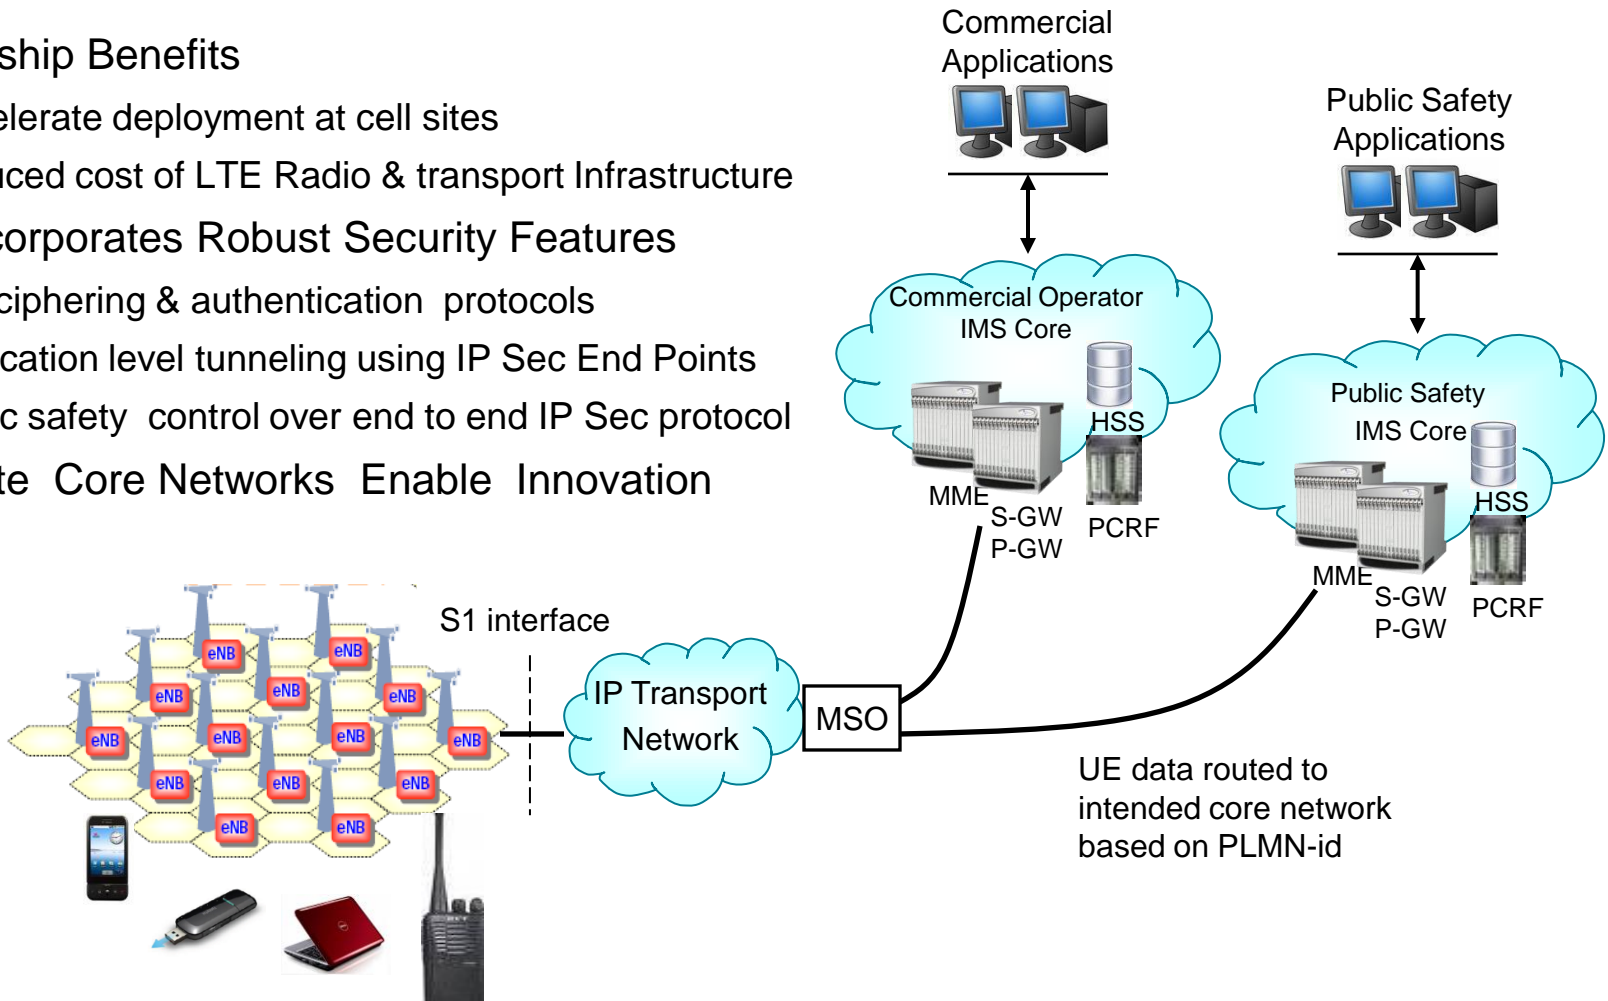 ship Benefits
elerate deployment at cell sites
uced cost of LTE Radio & transport Infrastructure
corporates Robust Security Features
ciphering & authentication protocols
cation level tunneling using IP Sec End Points
c safety control over end to end IP Sec protocol
te Core Networks Enable Innovation
Commercial
Applications
Public Safety
Applications
Commercial Operator
IMS Core
HSS
MME
S-GW
P-GW
PCRF
Public Safety
IMS Core
HSS
MME
S-GW
P-GW
PCRF
S1 interface
eNB
eNB
eNB
eNB
eNB
eNB
eNB
eNB
eNB
eNB
eNB
eNB
eNB
eNB
IP Transport
Network
MSO
UE data routed to
intended core network
based on PLMN-id